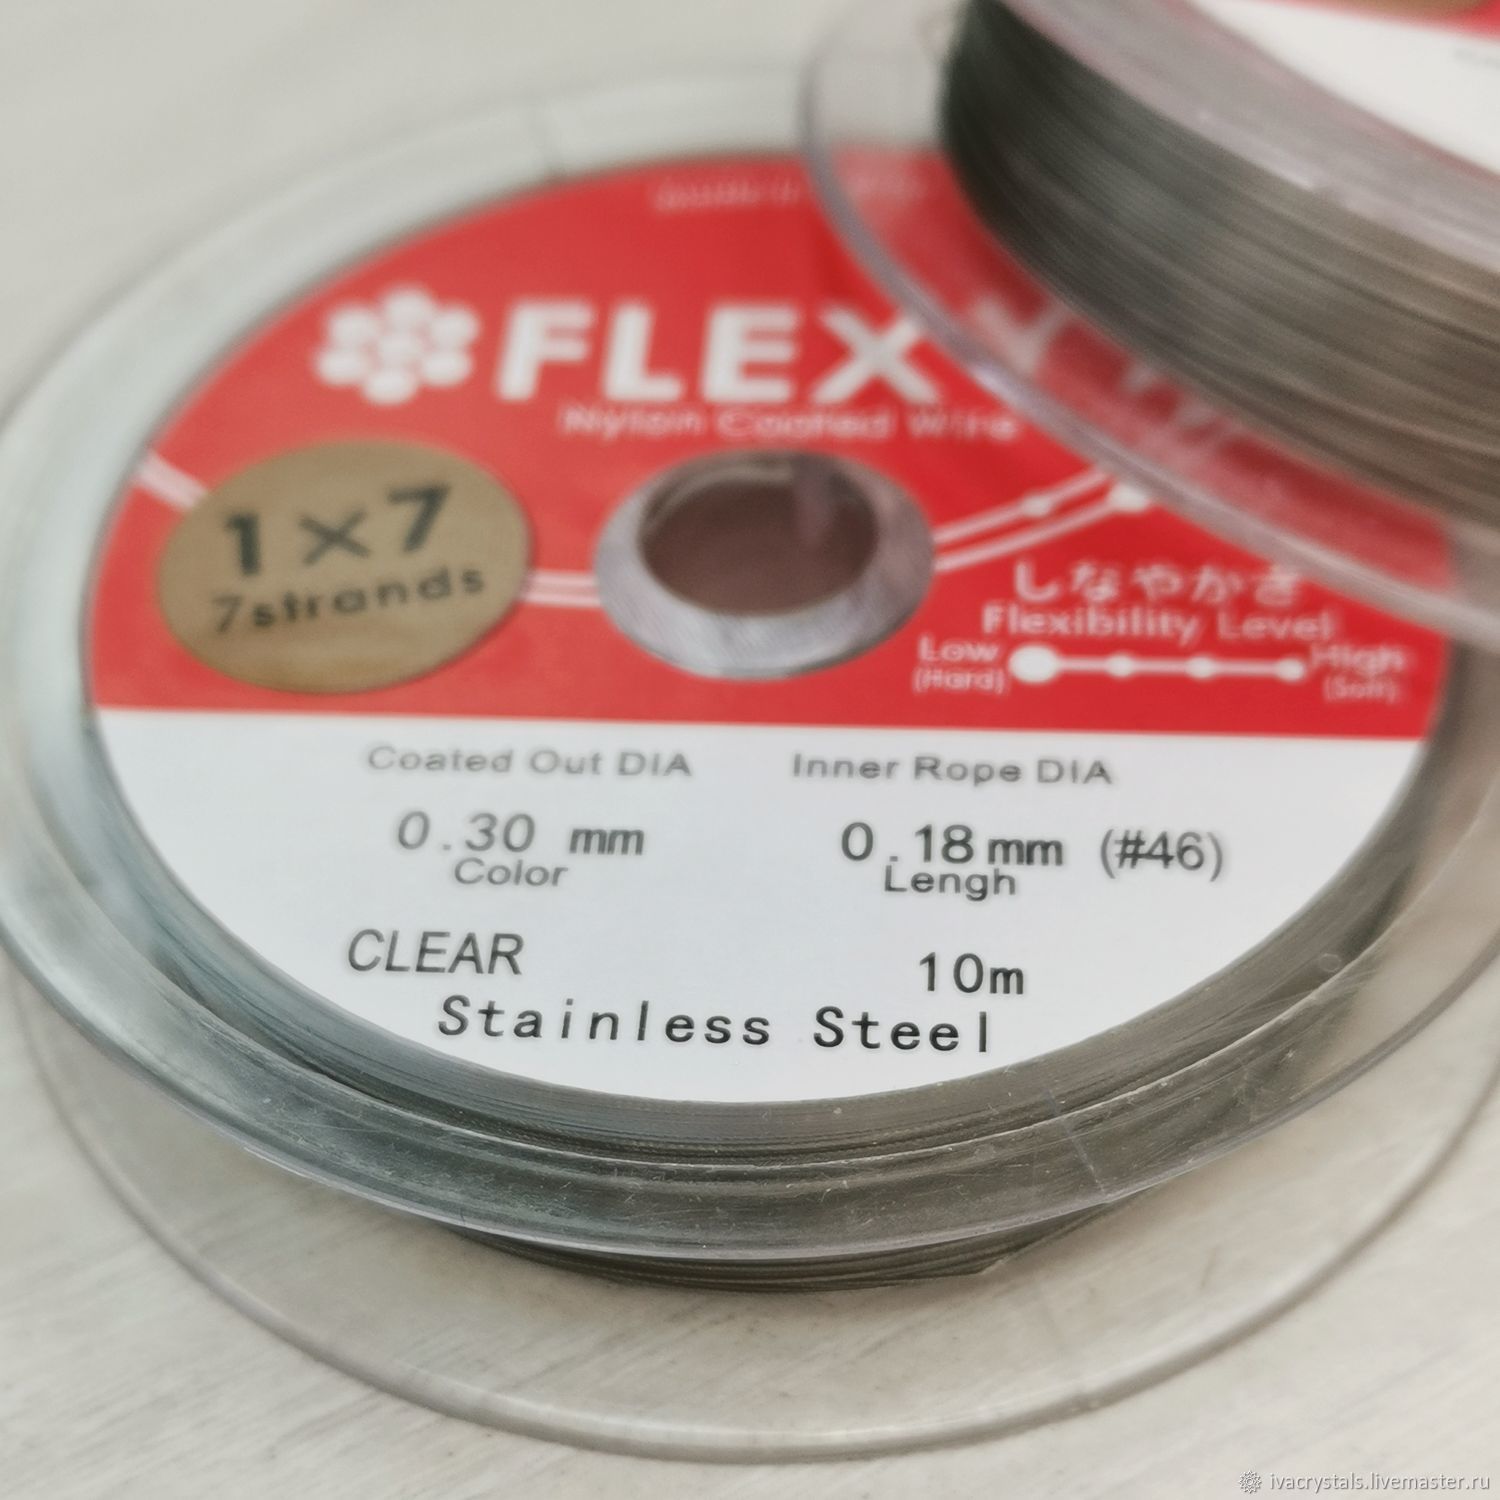 FLEX
Nylon Coated Wire
1×7
7strands
しなやかさ
Flexibility Level
Low High
(Hard) (Soft)
Coated Out DIA Inner Rope DIA
0.30 mm 0.18mm (#46)
Color Lengh
CLEAR 10m
Stainless Steel
ivacrystals.livemaster.ru